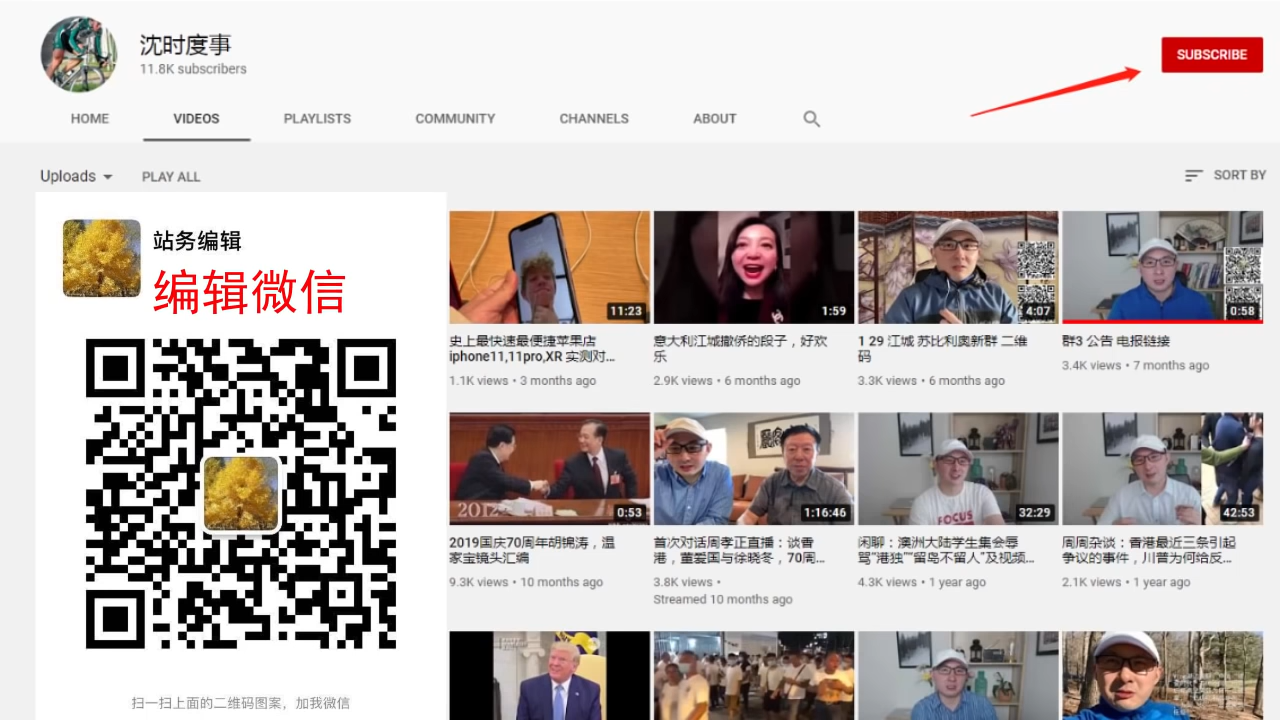 沈时度事
11.8K subscribers
SUBSCRIBE
HOME
VIDEOS
PLAYLISTS
COMMUNITY
CHANNELS
ABOUT
Uploads
PLAY ALL
SORT BY
站务编辑
编辑微信
扫一扫上面的二维码图案，加我微信
11:23
史上最快速最便捷苹果店
iphone11,11pro,XR 实测对...
1.1K views • 3 months ago
1:59
意大利江城撤侨的段子，好欢
乐
2.9K views • 6 months ago
4:07
1 29 江城 苏比利奥新群 二维
码
3.3K views • 6 months ago
0:58
群3 公告 电报链接
3.4K views • 7 months ago
2012
0:53
2019国庆70周年胡锦涛，温
家宝镜头汇编
9.3K views • 10 months ago
1:16:46
首次对话周孝正直播：谈香
港，董爱国与徐晓冬，70周...
3.8K views •
Streamed 10 months ago
FOCUS
32:29
闲聊：澳洲大陆学生集会辱
骂“港独”“留岛不留人”及视频...
4.3K views • 1 year ago
42:53
周周杂谈：香港最近三条引起
争议的事件，川普为何给反...
2.1K views • 1 year ago